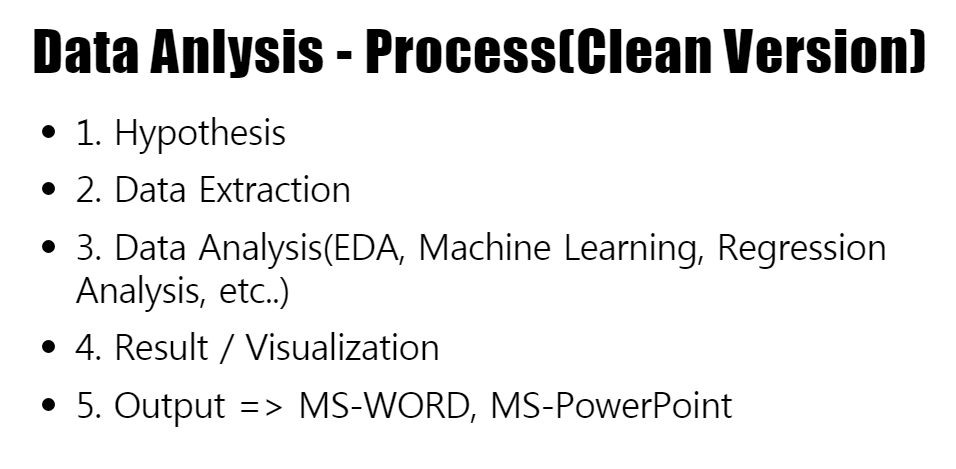 Data Anlysis - Process(Clean Version)
• 1. Hypothesis
• 2. Data Extraction
• 3. Data Analysis(EDA, Machine Learning, Regression
Analysis, etc..)
• 4. Result / Visualization
• 5. Output => MS-WORD, MS-PowerPoint